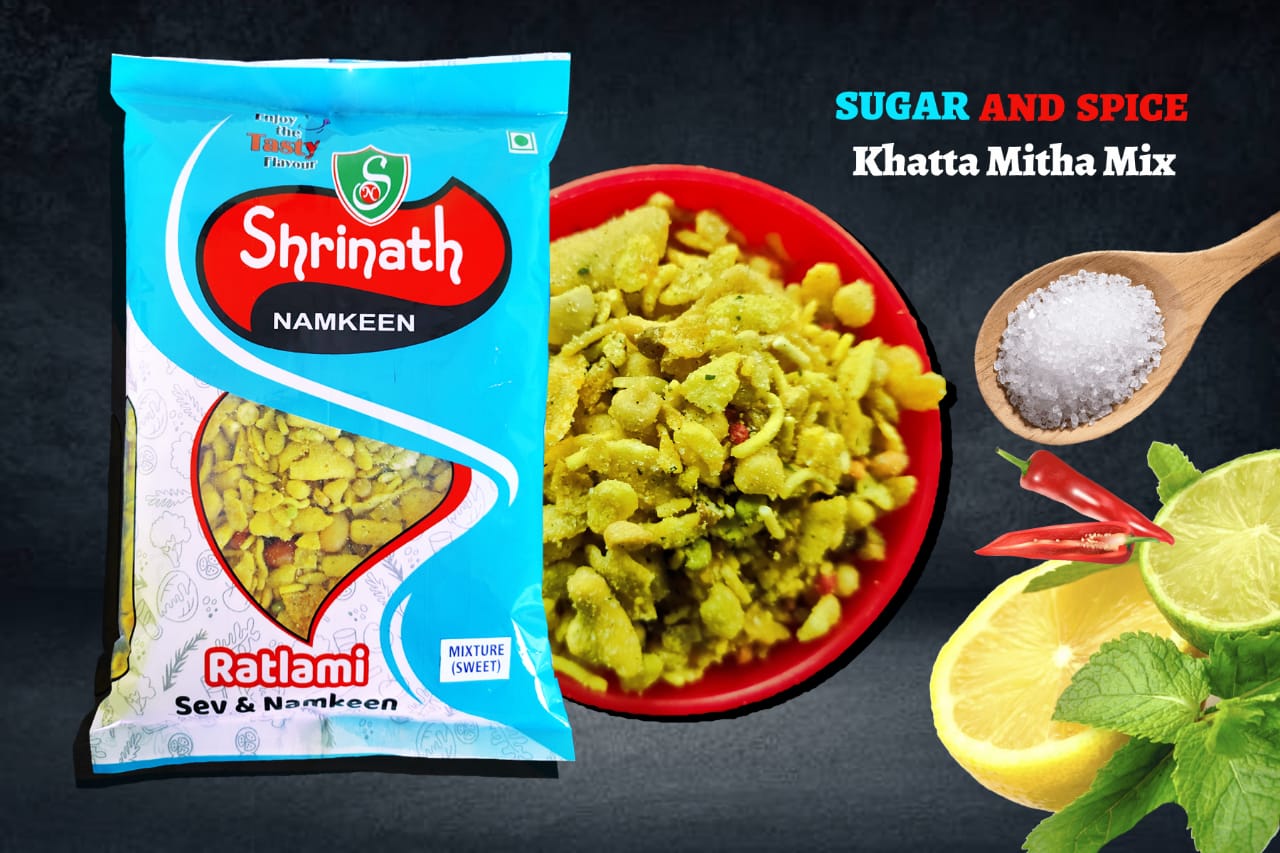 Enjoy
the
Tasty
Flavour
S
N
Shrinath
NAMKEEN
Ratlami
Sev & Namkeen
MIXTURE
(SWEET)
SUGAR AND SPICE
Khatta Mitha Mix